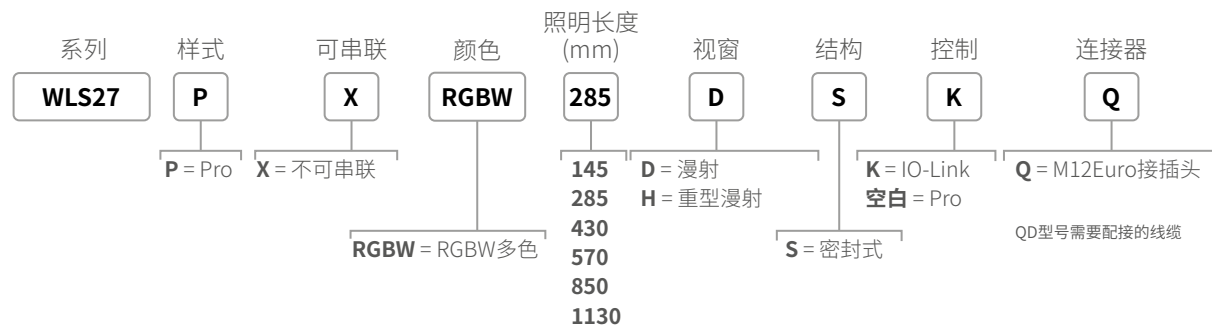 系列 样式 可串联 颜色 照明长度 (mm) 视窗 结构 控制 连接器
WLS27 P X RGBW 285 D S K Q
P = Pro X = 不可串联 145 D = 漫射 K = IO-Link Q = M12Euro接插头
285 H = 重型漫射 空白 = Pro
430 QD型号需要配接的线缆
RGBW = RGBW多色 570 S = 密封式
850
1130